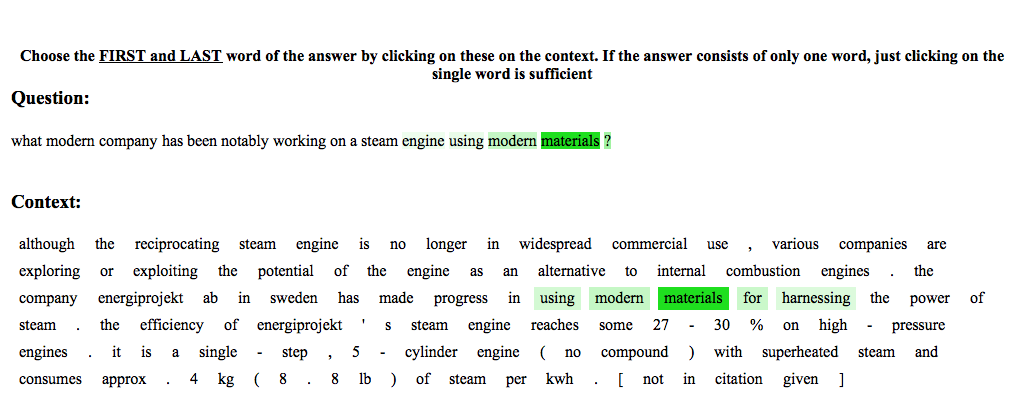 Choose the FIRST and LAST word of the answer by clicking on these on the context. If the answer consists of only one word, just clicking on the
single word is sufficient
Question:
what modern company has been notably working on a steam engine using modern materials ?
Context:
although the reciprocating steam engine is no longer in widespread commercial use , various companies are
exploring or exploiting the potential of the engine as an alternative to internal combustion engines . the
company energiprojekt ab in sweden has made progress in using modern materials for harnessing the power of
steam . the efficiency of energiprojekt ' s steam engine reaches some 27 - 30 % on high - pressure
engines . it is a single - step , 5 - cylinder engine ( no compound ) with superheated steam and
consumes approx . 4 kg ( 8 . 8 lb ) of steam per kwh . [ not in citation given ]